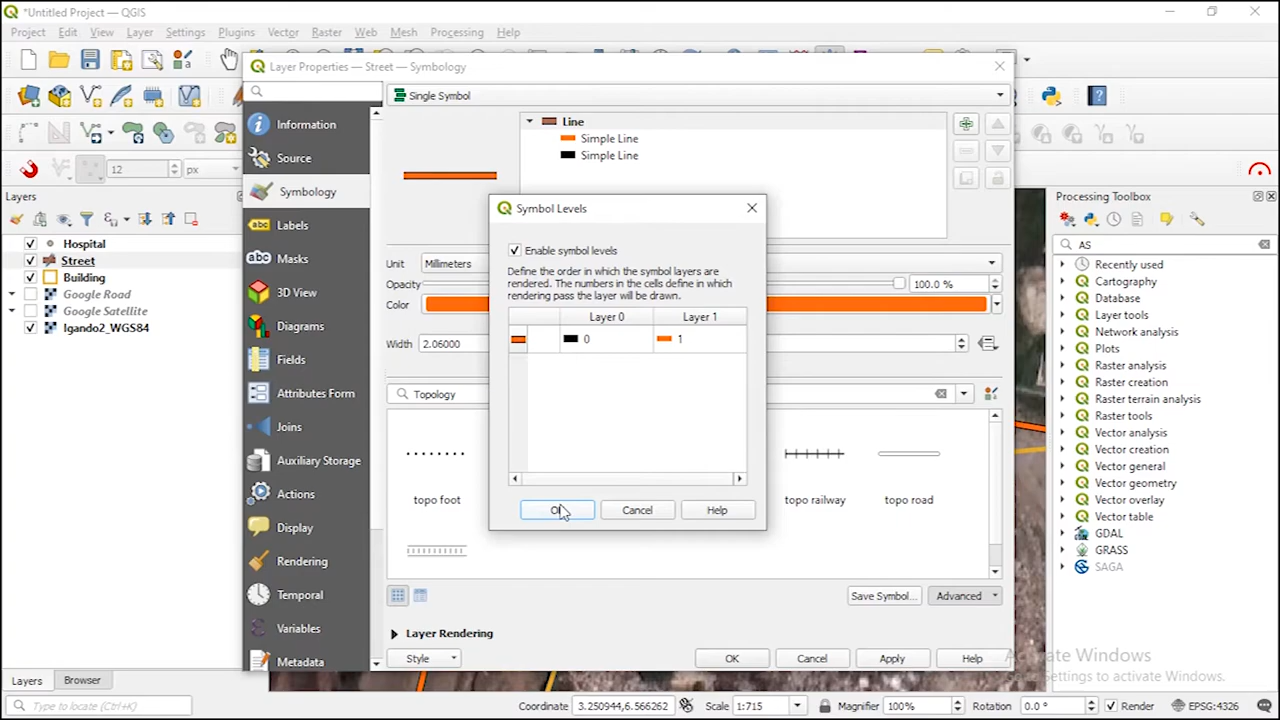 *Untitled Project — QGIS
Project Edit View Layer Settings Plugins Vector Raster Web Mesh Processing Help
Layer Properties — Street — Symbology
Single Symbol
Information
Source
Symbology
Labels
Masks
3D View
Diagrams
Fields
Attributes Form
Joins
Auxiliary Storage
Actions
Display
Rendering
Temporal
Variables
Metadata
Line
Simple Line
Simple Line
12 px
Layers
Hospital
Street
Building
Google Road
Google Satellite
Igando2_WGS84
Unit Millimeters
Opacity 100.0 %
Color
Width 2.06000
Topology
topo foot
topo railway
topo road
Symbol Levels
Enable symbol levels
Define the order in which the symbol layers are
rendered. The numbers in the cells define in which
rendering pass the layer will be drawn.
Layer 0 Layer 1
0 1
Cancel Help
Save Symbol... Advanced
Layer Rendering
Style OK Cancel Apply Help
Processing Toolbox
AS
Recently used
Cartography
Database
Layer tools
Network analysis
Plots
Raster analysis
Raster creation
Raster terrain analysis
Raster tools
Vector analysis
Vector creation
Vector general
Vector geometry
Vector overlay
Vector table
GDAL
GRASS
SAGA
Activate Windows
Settings to activate Windows.
Layers Browser
Type to locate (Ctrl+K)
Coordinate 3.250944,6.566262 Scale 1:715 Magnifier 100% Rotation 0.0 ° Render EPSG:4326